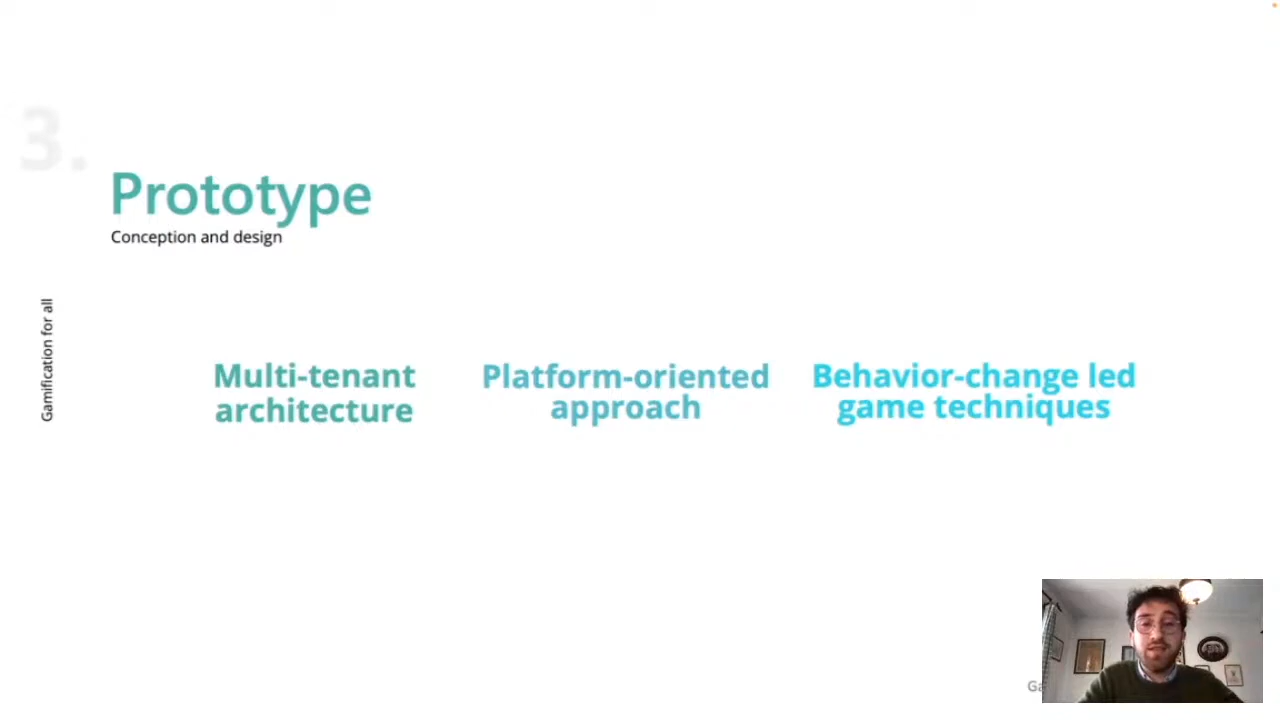 3.
Prototype
Conception and design
Gamification for all
Multi-tenant
architecture
Platform-oriented
approach
Behavior-change led
game techniques